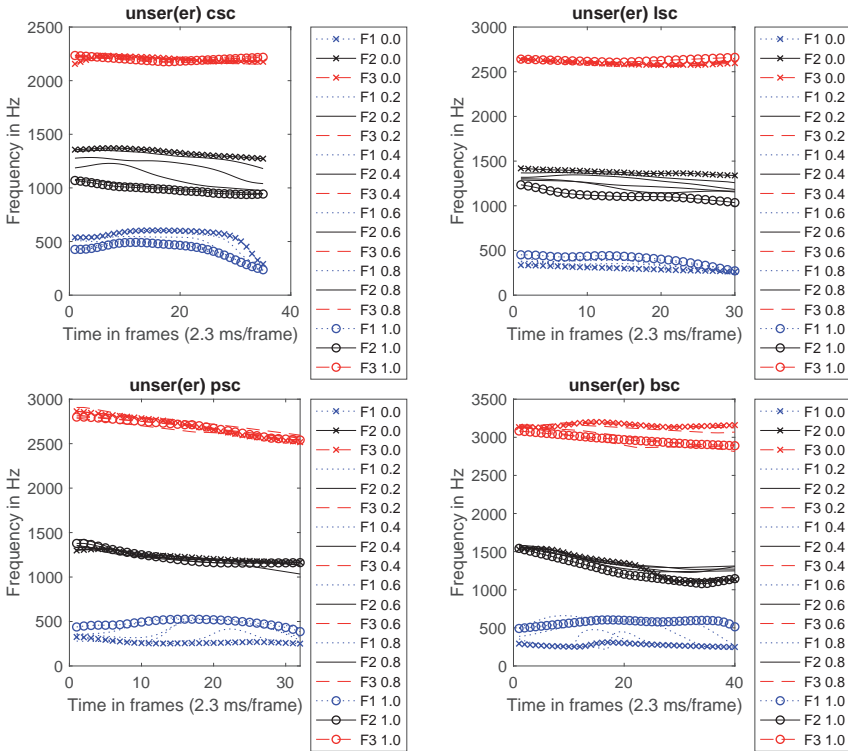 unser(er) csc
2500
2000
1500
1000
500
0
0
20
40
Frequency in Hz
Time in frames (2.3 ms/frame)
F1 0.0
F2 0.0
F3 0.0
F1 0.2
F2 0.2
F3 0.2
F1 0.4
F2 0.4
F3 0.4
F1 0.6
F2 0.6
F3 0.6
F1 0.8
F2 0.8
F3 0.8
F1 1.0
F2 1.0
F3 1.0
unser(er) lsc
3000
2500
2000
1500
1000
500
0
0
10
20
30
Frequency in Hz
Time in frames (2.3 ms/frame)
F1 0.0
F2 0.0
F3 0.0
F1 0.2
F2 0.2
F3 0.2
F1 0.4
F2 0.4
F3 0.4
F1 0.6
F2 0.6
F3 0.6
F1 0.8
F2 0.8
F3 0.8
F1 1.0
F2 1.0
F3 1.0
unser(er) psc
3000
2500
2000
1500
1000
500
0
0
10
20
30
Frequency in Hz
Time in frames (2.3 ms/frame)
F1 0.0
F2 0.0
F3 0.0
F1 0.2
F2 0.2
F3 0.2
F1 0.4
F2 0.4
F3 0.4
F1 0.6
F2 0.6
F3 0.6
F1 0.8
F2 0.8
F3 0.8
F1 1.0
F2 1.0
F3 1.0
unser(er) bsc
3500
3000
2500
2000
1500
1000
500
0
0
20
40
Frequency in Hz
Time in frames (2.3 ms/frame)
F1 0.0
F2 0.0
F3 0.0
F1 0.2
F2 0.2
F3 0.2
F1 0.4
F2 0.4
F3 0.4
F1 0.6
F2 0.6
F3 0.6
F1 0.8
F2 0.8
F3 0.8
F1 1.0
F2 1.0
F3 1.0